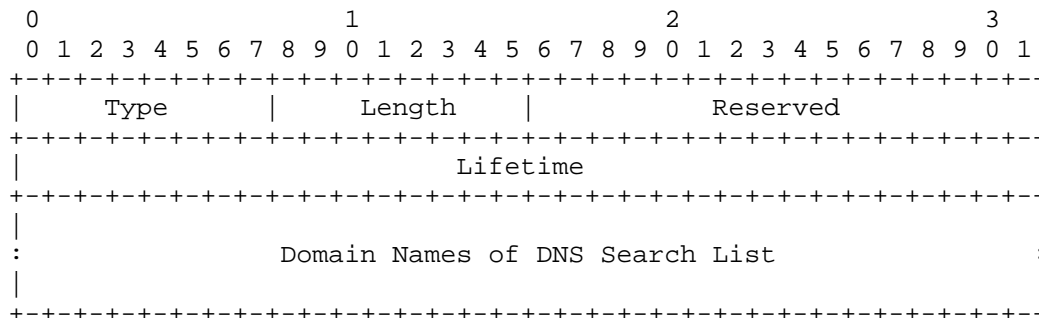 0                   1                   2                   3
 0 1 2 3 4 5 6 7 8 9 0 1 2 3 4 5 6 7 8 9 0 1 2 3 4 5 6 7 8 9 0 1
+-+-+-+-+-+-+-+-+-+-+-+-+-+-+-+-+-+-+-+-+-+-+-+-+-+-+-+-+-+-+-+-
|     Type      |     Length    |           Reserved
+-+-+-+-+-+-+-+-+-+-+-+-+-+-+-+-+-+-+-+-+-+-+-+-+-+-+-+-+-+-+-+-
|                           Lifetime
+-+-+-+-+-+-+-+-+-+-+-+-+-+-+-+-+-+-+-+-+-+-+-+-+-+-+-+-+-+-+-+-
|
:                Domain Names of DNS Search List                :
|
+-+-+-+-+-+-+-+-+-+-+-+-+-+-+-+-+-+-+-+-+-+-+-+-+-+-+-+-+-+-+-+-